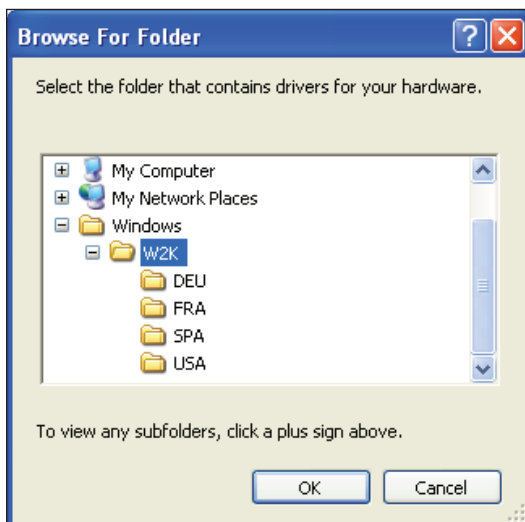 Browse For Folder
Select the folder that contains drivers for your hardware.
My Computer
My Network Places
Windows
W2K
DEU
FRA
SPA
USA
To view any subfolders, click a plus sign above.
OK Cancel